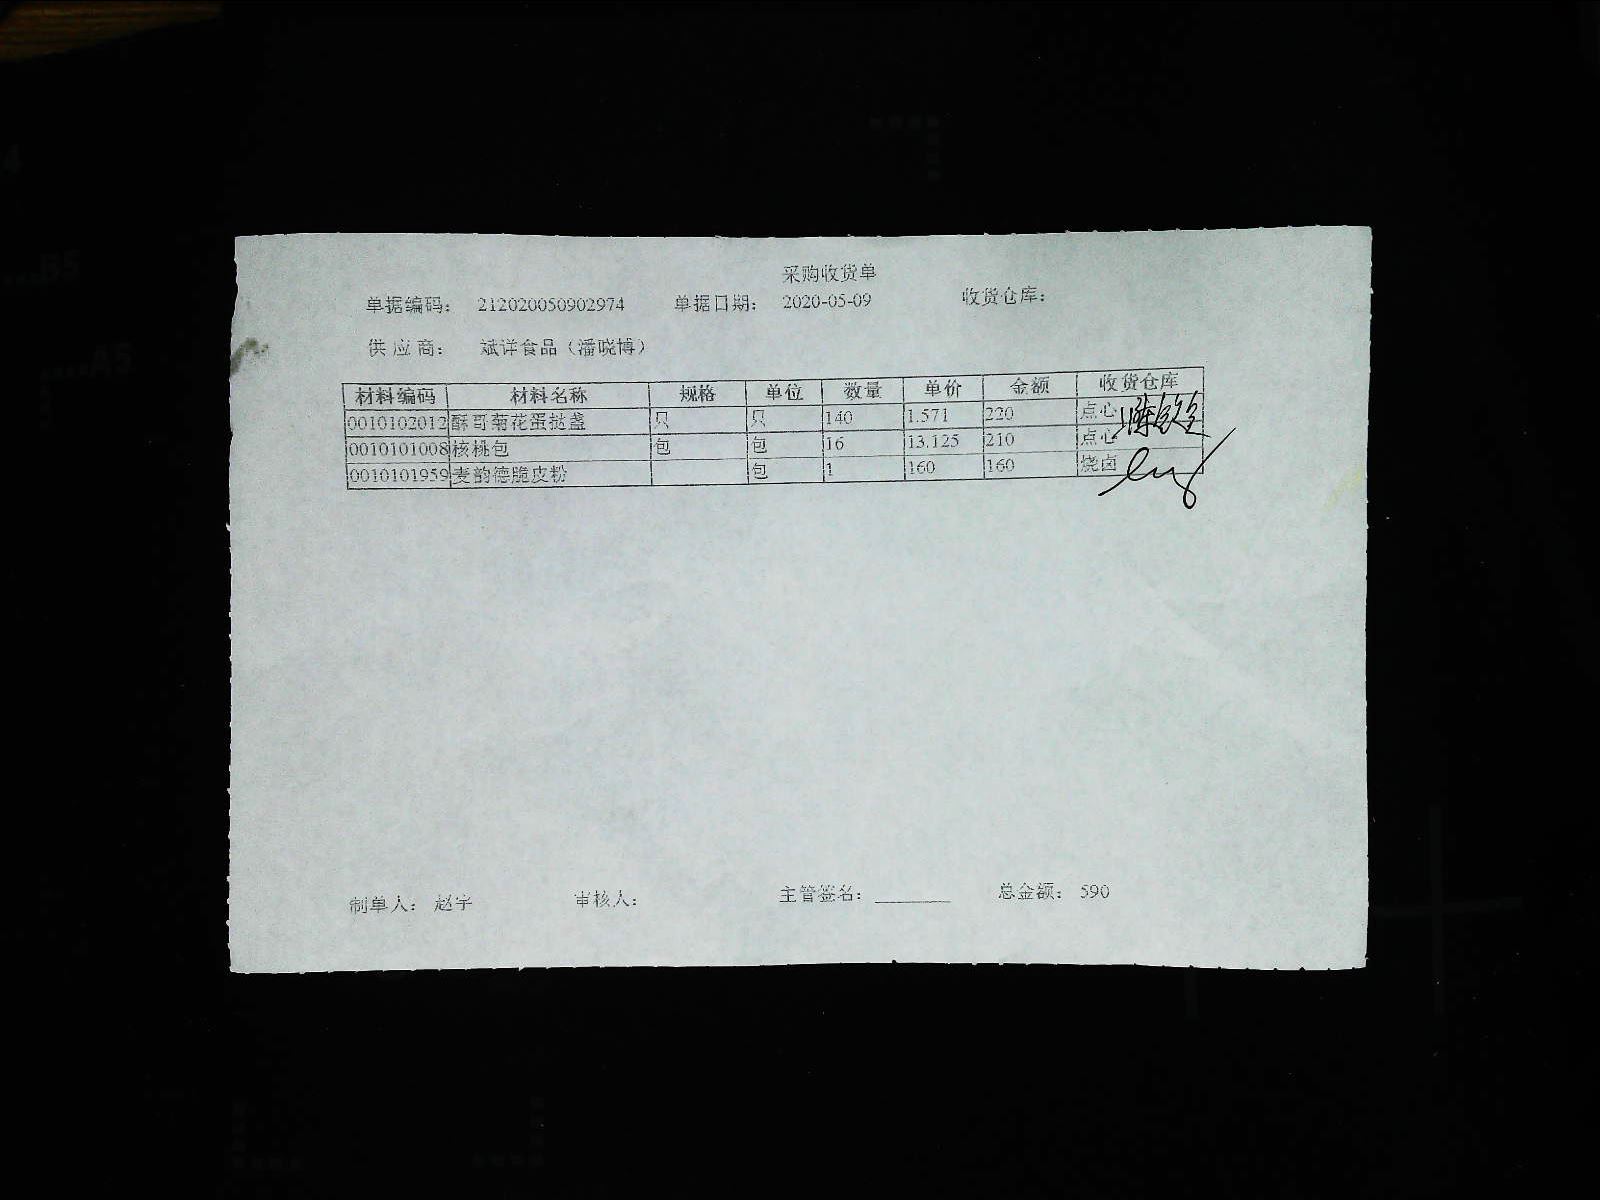 采购收货单
单据编码： 212020050902974 单据日期： 2020-05-09 收货仓库：
供应商： 斌详食品（潘晓博）
材料编码 材料名称 规格 单位 数量 单价 金额 收货仓库
0010102012 酥哥菊花蛋挞盏 只 只 140 1.571 220 点心
0010101008 核桃包 包 包 16 13.125 210 点心
0010101959 麦韵德脆皮粉 包 1 160 160 烧卤
制单人： 赵宇 审核人： 主管签名： 总金额： 590